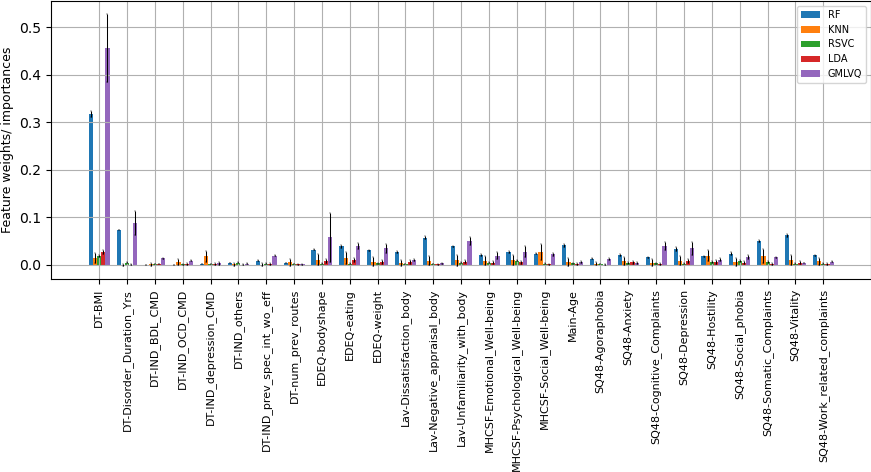 Feature weights/ importances
0.5
0.4
0.3
0.2
0.1
0.0
RF
KNN
RSVC
LDA
GMLVQ
DT-BMI
DT-Disorder_Duration_Yrs
DT-IND_BDL_CMD
DT-IND_OCD_CMD
DT-IND_depression_CMD
DT-IND_others
DT-IND_prev_spec_int_wo_eff
DT-num_prev_routes
EDEQ-bodyshape
EDEQ-eating
EDEQ-weight
Lav-Dissatisfaction_body
Lav-Negative_appraisal_body
Lav-Unfamiliarity_with_body
MHCSF-Emotional_Well-being
MHCSF-Psychological_Well-being
MHCSF-Social_Well-being
Main-Age
SQ48-Agoraphobia
SQ48-Anxiety
SQ48-Cognitive_Complaints
SQ48-Depression
SQ48-Hostility
SQ48-Social_phobia
SQ48-Somatic_Complaints
SQ48-Vitality
SQ48-Work_related_complaints